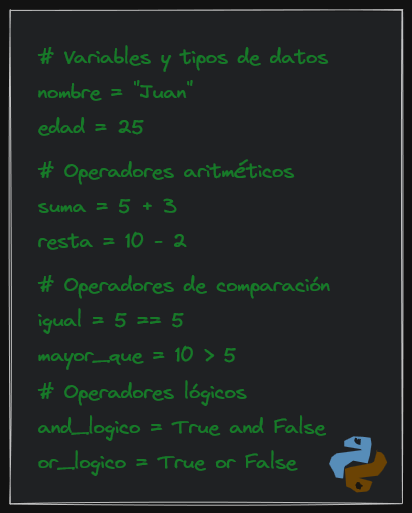 # Variables y tipos de datos
nombre = "Juan"
edad = 25
# Operadores aritméticos
suma = 5 + 3
resta = 10 - 2
# Operadores de comparación
igual = 5 == 5
mayor_que = 10 > 5
# Operadores lógicos
and_logico = True and False
or_logico = True or False